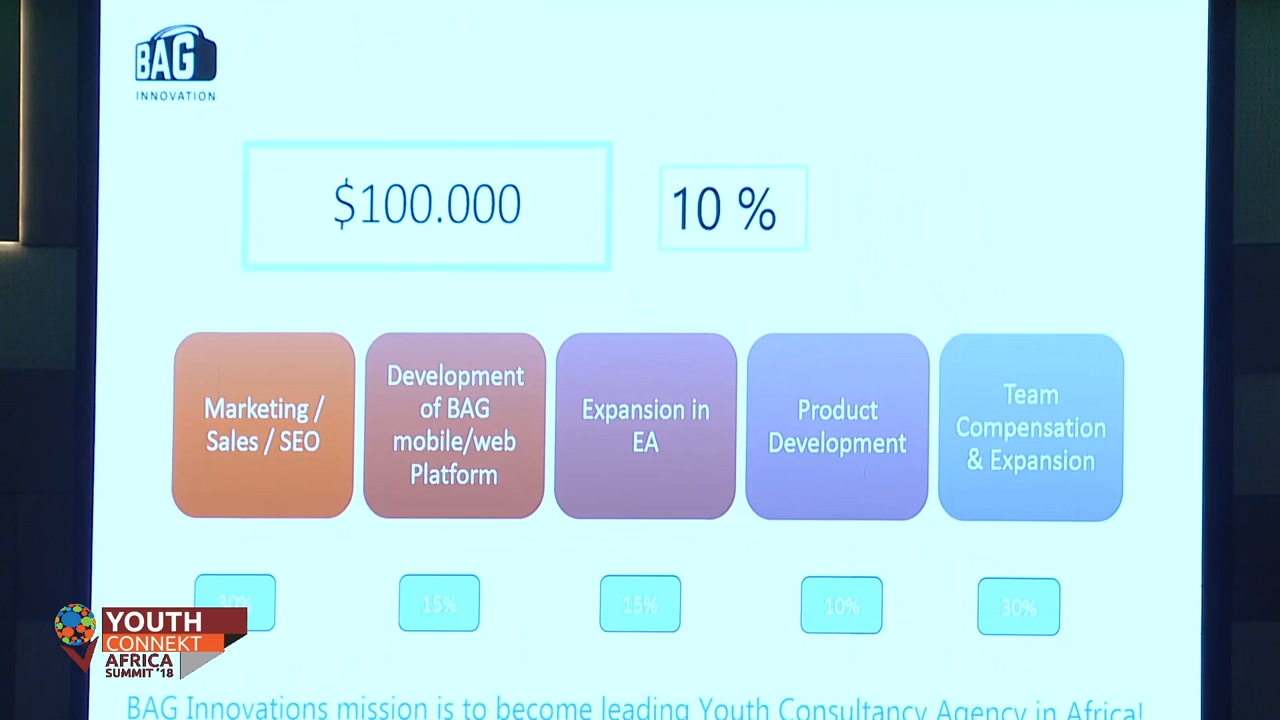 BAG
INNOVATION
$100.000
10 %
Marketing /
Sales / SEO
Development
of BAG
mobile/web
Platform
Expansion in
EA
Product
Development
Team
Compensation
& Expansion
30%
15%
15%
10%
30%
YOUTH
CONNEKT
AFRICA
SUMMIT '18
BAG Innovations mission is to become leading Youth Consultancy Agency in Africa!